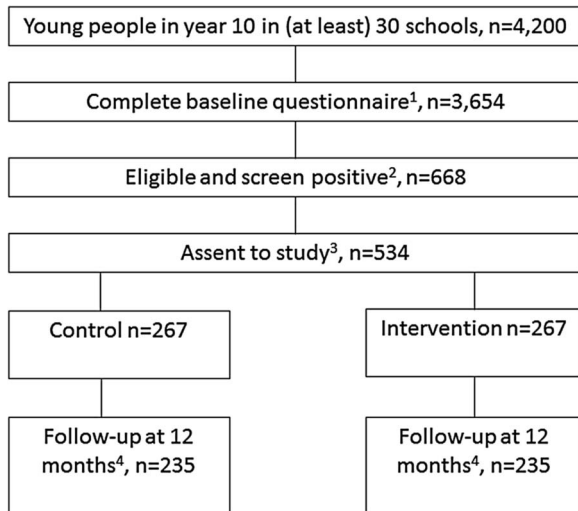 Young people in year 10 in (at least) 30 schools, n=4,200
Complete baseline questionnaire¹, n=3,654
Eligible and screen positive², n=668
Assent to study³, n=534
Control n=267
Intervention n=267
Follow-up at 12
months⁴, n=235
Follow-up at 12
months⁴, n=235